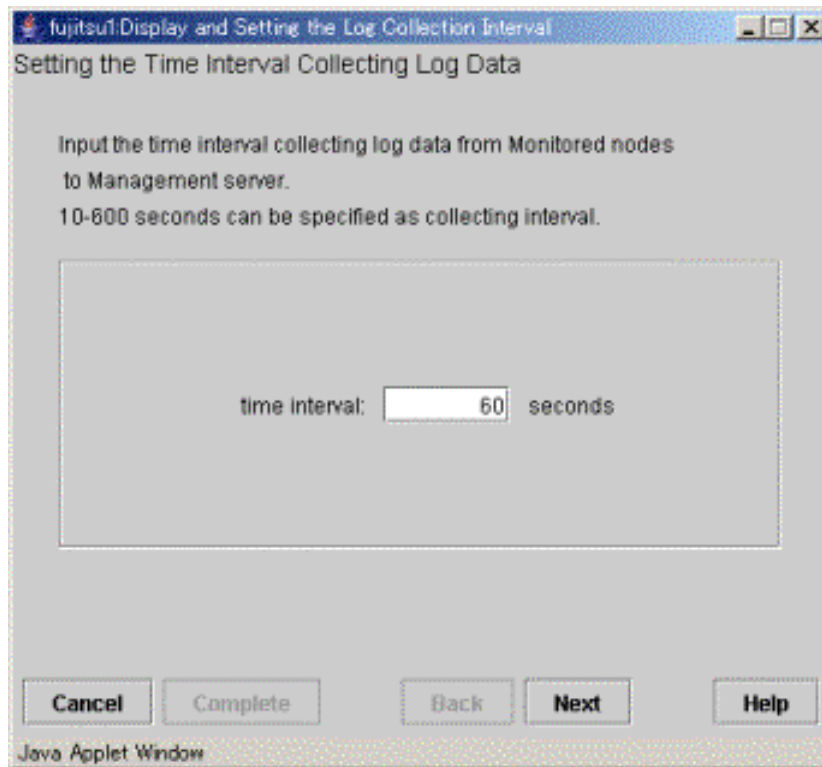 fujitsu1:Display and Setting the Log Collection Interval
Setting the Time Interval Collecting Log Data
Input the time interval collecting log data from Monitored nodes
to Management server.
10-600 seconds can be specified as collecting interval.
time interval: 60 seconds
Cancel Complete Back Next Help
Java Applet Window